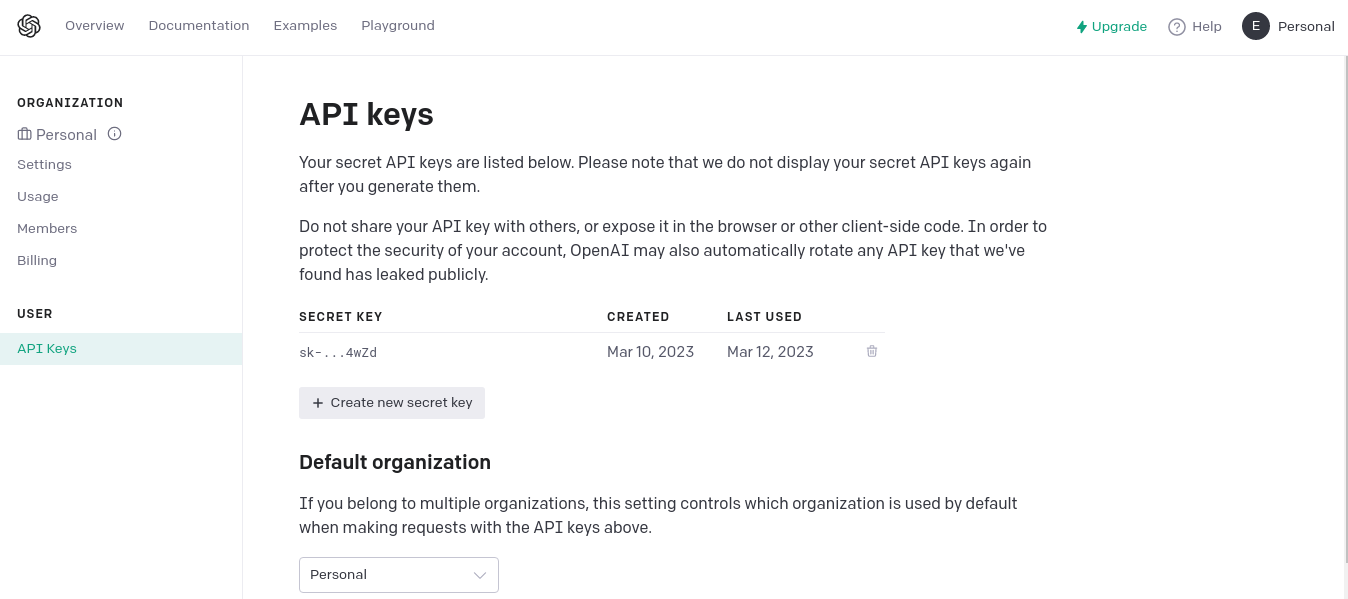 Overview Documentation Examples Playground Upgrade Help E Personal
ORGANIZATION
Personal
Settings
Usage
Members
Billing
USER
API Keys
API keys
Your secret API keys are listed below. Please note that we do not display your secret API keys again
after you generate them.
Do not share your API key with others, or expose it in the browser or other client-side code. In order to
protect the security of your account, OpenAI may also automatically rotate any API key that we've
found has leaked publicly.
SECRET KEY CREATED LAST USED
sk-...4wZd Mar 10, 2023 Mar 12, 2023
+ Create new secret key
Default organization
If you belong to multiple organizations, this setting controls which organization is used by default
when making requests with the API keys above.
Personal